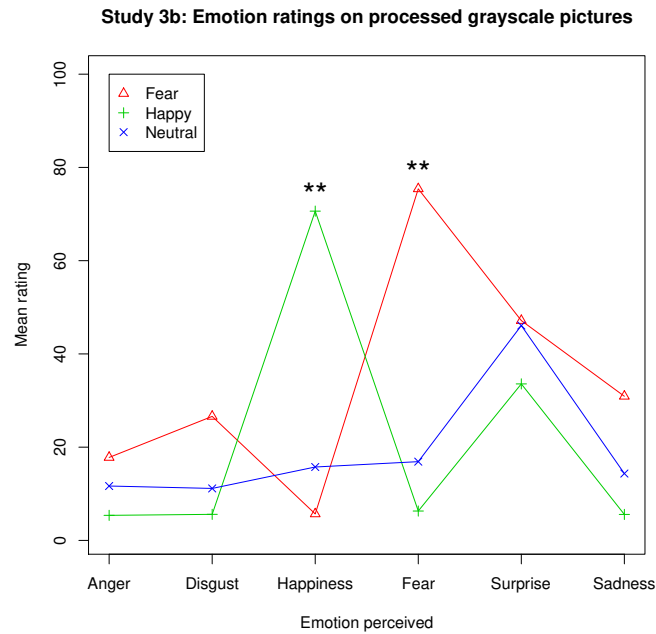 Study 3b: Emotion ratings on processed grayscale pictures
100
80
60
40
20
0
Mean rating
Fear
Happy
Neutral
**
**
Anger Disgust Happiness Fear Surprise Sadness
Emotion perceived